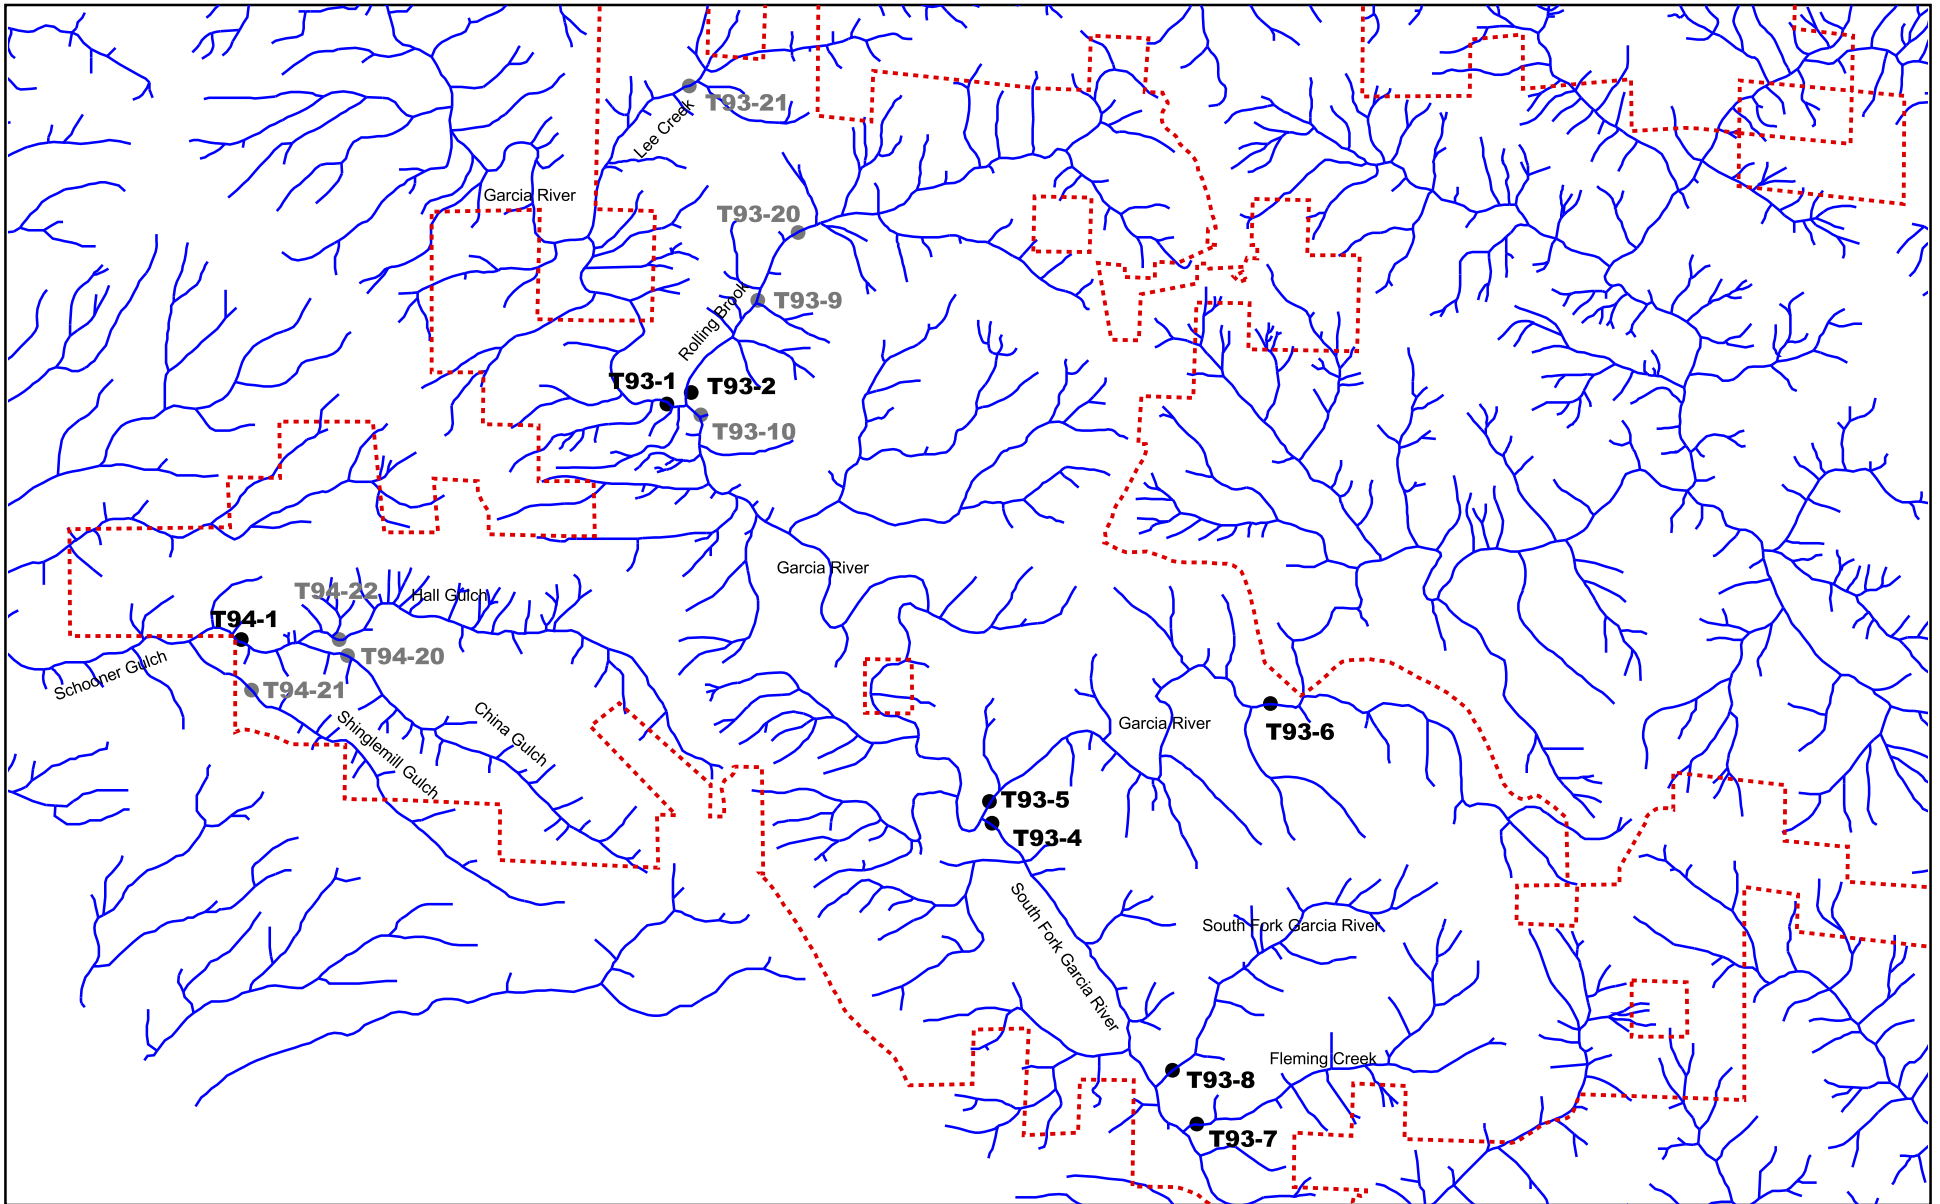 T93-21
Lee Creek
Garcia River
T93-20
T93-9
Rolling Brook
T93-1
T93-2
T93-10
Garcia River
T94-22
Hall Gulch
T94-1
T94-20
Schooner Gulch
T94-21
Shinglemill Gulch
China Gulch
Garcia River
T93-6
T93-5
T93-4
South Fork Garcia River
South Fork Garcia River
Fleming Creek
T93-8
T93-7